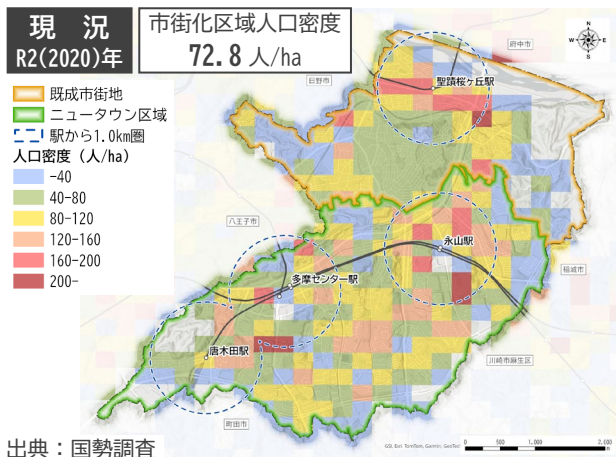 現況
R2(2020)年
市街化区域人口密度
72.8 人/ha
既成市街地
ニュータウン区域
駅から1.0km圏
人口密度（人/ha）
-40
40-80
80-120
120-160
160-200
200-
N
W
E
S
府中市
日野市
聖蹟桜ヶ丘駅
八王子市
永山駅
稲城市
多摩センター駅
唐木田駅
川崎市麻生区
町田市
GSI, Esri, TomTom, Garmin, GeoTec
0 500 1,000 2,000
出典：国勢調査